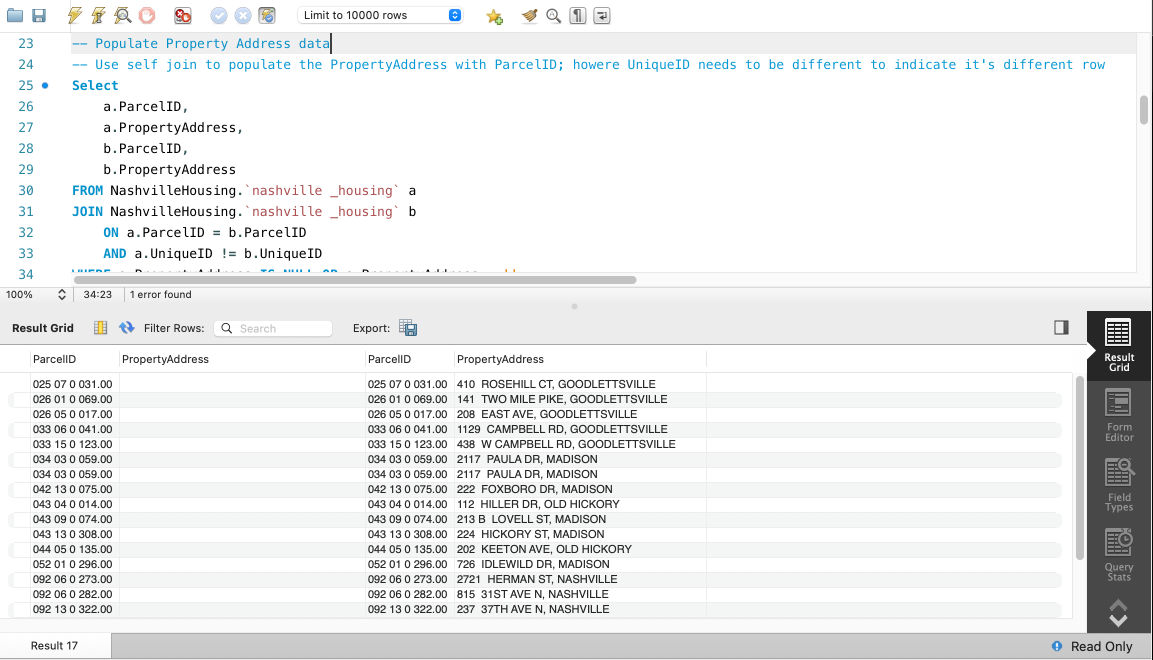 Limit to 10000 rows
23 -- Populate Property Address data
24 -- Use self join to populate the PropertyAddress with ParcelID; howere UniqueID needs to be different to indicate it's different row
25 Select
26 a.ParcelID,
27 a.PropertyAddress,
28 b.ParcelID,
29 b.PropertyAddress
30 FROM NashvilleHousing.`nashville _housing` a
31 JOIN NashvilleHousing.`nashville _housing` b
32 ON a.ParcelID = b.ParcelID
33 AND a.UniqueID != b.UniqueID
34
100% 34:23 1 error found
Result Grid Filter Rows: Search Export:
ParcelID PropertyAddress ParcelID PropertyAddress
025 07 0 031.00 025 07 0 031.00 410 ROSEHILL CT, GOODLETTSVILLE
026 01 0 069.00 026 01 0 069.00 141 TWO MILE PIKE, GOODLETTSVILLE
026 05 0 017.00 026 05 0 017.00 208 EAST AVE, GOODLETTSVILLE
033 06 0 041.00 033 06 0 041.00 1129 CAMPBELL RD, GOODLETTSVILLE
033 15 0 123.00 033 15 0 123.00 438 W CAMPBELL RD, GOODLETTSVILLE
034 03 0 059.00 034 03 0 059.00 2117 PAULA DR, MADISON
034 03 0 059.00 034 03 0 059.00 2117 PAULA DR, MADISON
042 13 0 075.00 042 13 0 075.00 222 FOXBORO DR, MADISON
043 04 0 014.00 043 04 0 014.00 112 HILLER DR, OLD HICKORY
043 09 0 074.00 043 09 0 074.00 213 B LOVELL ST, MADISON
043 13 0 308.00 043 13 0 308.00 224 HICKORY ST, MADISON
044 05 0 135.00 044 05 0 135.00 202 KEETON AVE, OLD HICKORY
052 01 0 296.00 052 01 0 296.00 726 IDLEWILD DR, MADISON
092 06 0 273.00 092 06 0 273.00 2721 HERMAN ST, NASHVILLE
092 06 0 282.00 092 06 0 282.00 815 31ST AVE N, NASHVILLE
092 13 0 322.00 092 13 0 322.00 237 37TH AVE N, NASHVILLE
Result
Grid
Form
Editor
Field
Types
Query
Stats
Result 17 Read Only